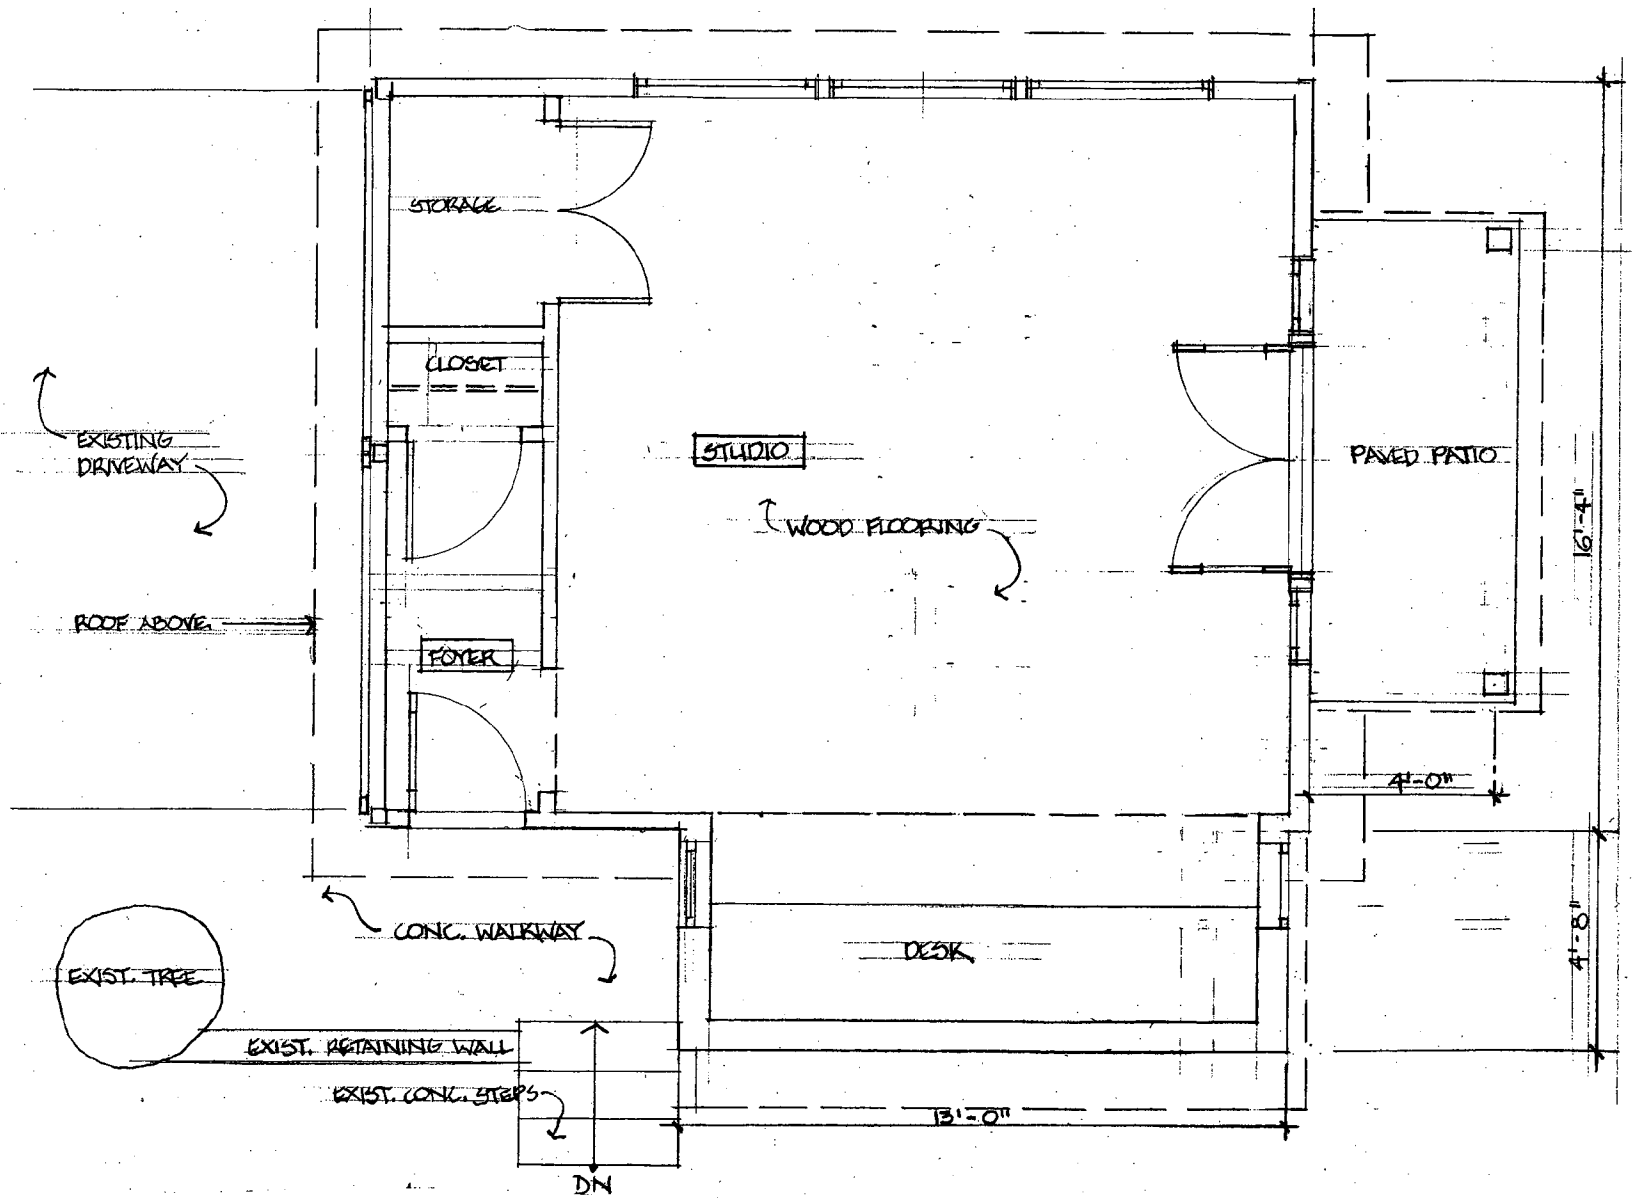 STORAGE
CLOSET
EXISTING
DRIVEWAY
STUDIO
PAVED PATIO
WOOD FLOORING
16'-4"
ROOF ABOVE
FOYER
4'-0"
CONC. WALKWAY
4'-8"
DESK
EXIST. TREE
EXIST. RETAINING WALL
EXIST. CONC. STEPS
13'-0"
DN